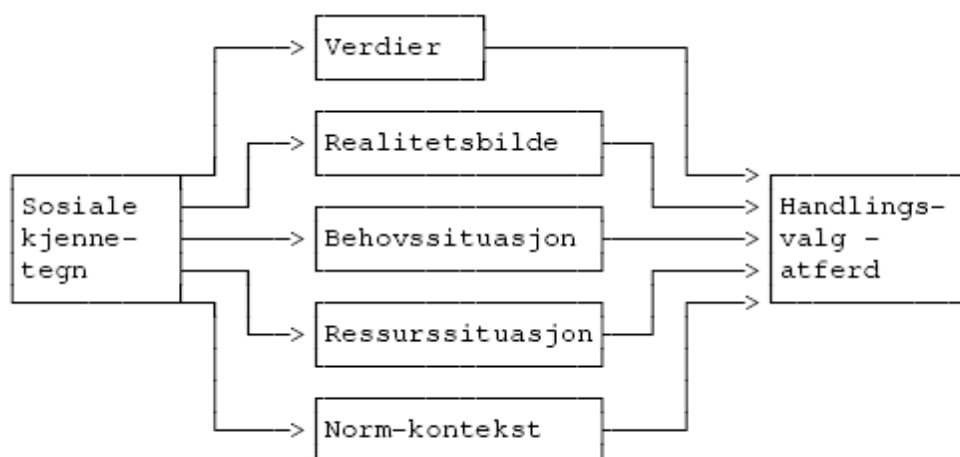 Verdier
Realitetsbilde
Sosiale
kjenne-
tegn
Behovssituasjon
Handlings-
valg -
atferd
Ressurssituasjon
Norm-kontekst